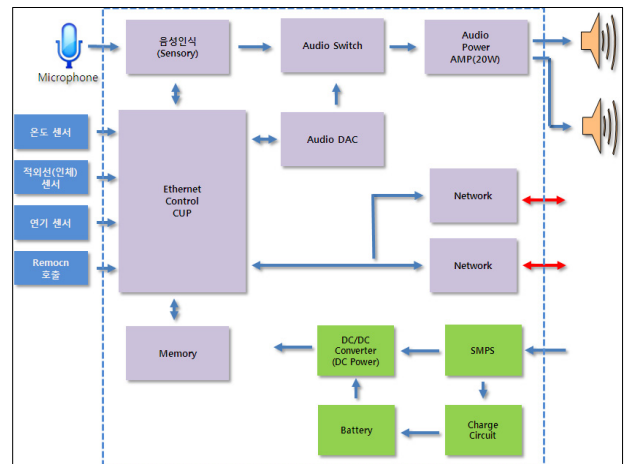 Microphone
음성인식
(Sensory)
Audio Switch
Audio
Power
AMP(20W)
온도 센서
적외선(인체)
센서
연기 센서
Remocn
호출
Ethernet
Control
CUP
Audio DAC
Network
Network
Memory
DC/DC
Converter
(DC Power)
SMPS
Battery
Charge
Circuit